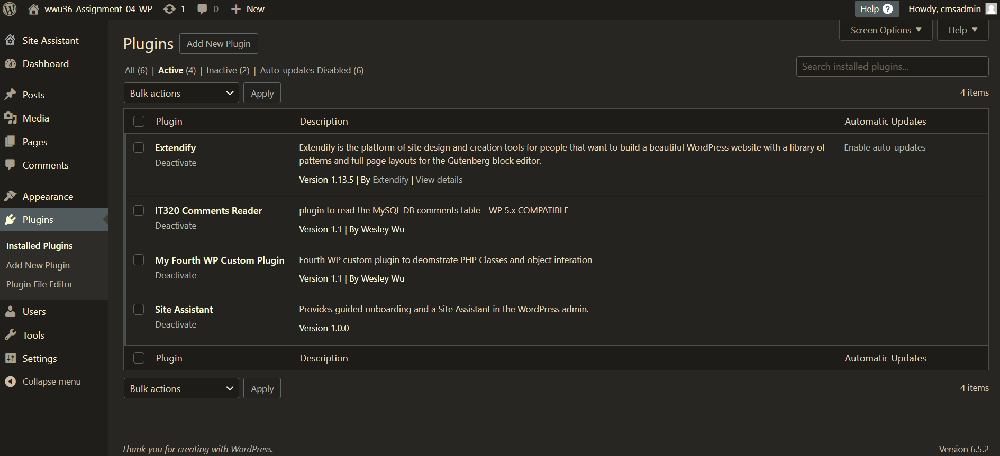 wwu36-Assignment-04-WP 1 0 New Help ? Howdy, cmsadmin
Screen Options Help
Site Assistant
Dashboard
Posts
Media
Pages
Comments
Appearance
Plugins
Installed Plugins
Add New Plugin
Plugin File Editor
Users
Tools
Settings
Collapse menu
Plugins Add New Plugin
All (6) | Active (4) | Inactive (2) | Auto-updates Disabled (6)
Search installed plugins...
Bulk actions Apply
4 items
Plugin Description Automatic Updates
Extendify
Deactivate
Extendify is the platform of site design and creation tools for people that want to build a beautiful WordPress website with a library of
patterns and full page layouts for the Gutenberg block editor.
Version 1.13.5 | By Extendify | View details
Enable auto-updates
IT320 Comments Reader
Deactivate
plugin to read the MySQL DB comments table - WP 5.x COMPATIBLE
Version 1.1 | By Wesley Wu
My Fourth WP Custom Plugin
Deactivate
Fourth WP custom plugin to deomstrate PHP Classes and object interation
Version 1.1 | By Wesley Wu
Site Assistant
Deactivate
Provides guided onboarding and a Site Assistant in the WordPress admin.
Version 1.0.0
Plugin Description Automatic Updates
Bulk actions Apply
4 items
Thank you for creating with WordPress.
Version 6.5.2